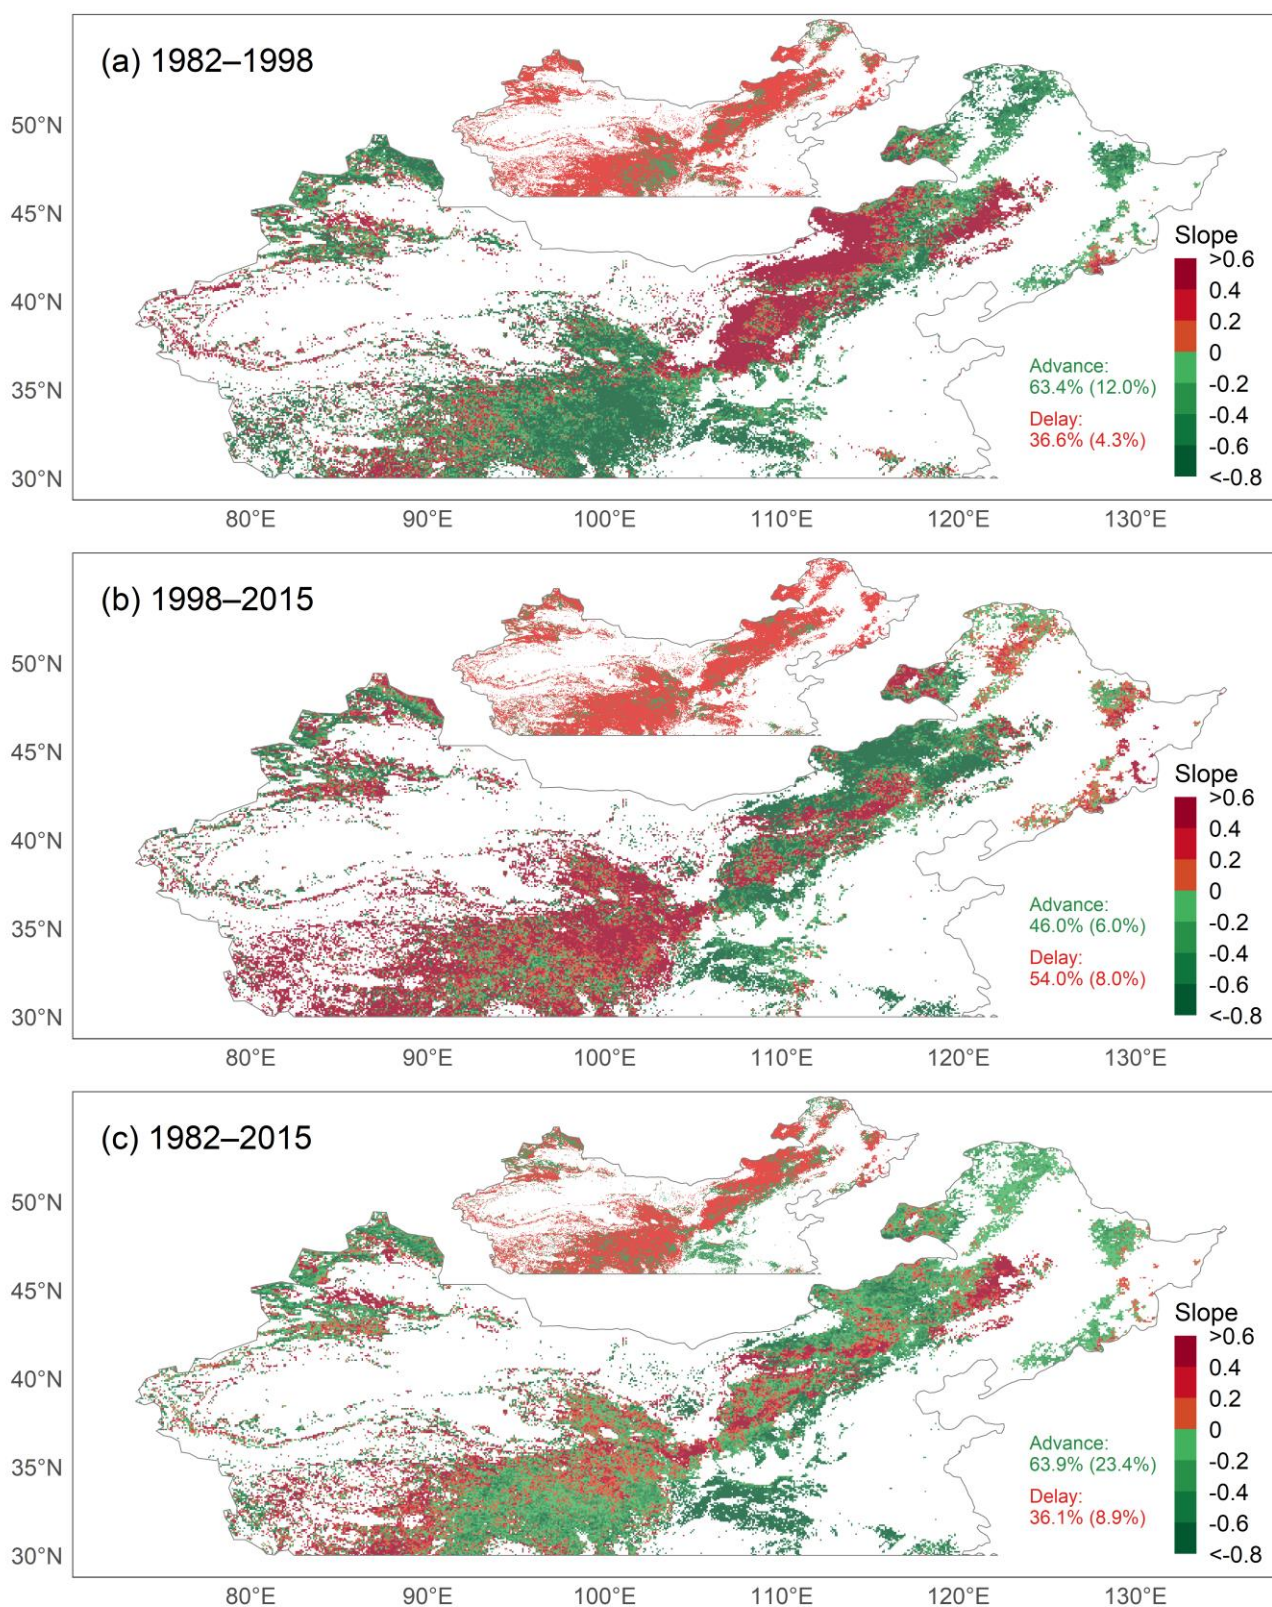 (a) 1982–1998
50°N
45°N
40°N
35°N
30°N
Slope
>0.6
0.4
0.2
0
-0.2
-0.4
-0.6
<-0.8
Advance:
63.4% (12.0%)
Delay:
36.6% (4.3%)
80°E 90°E 100°E 110°E 120°E 130°E
(b) 1998–2015
50°N
45°N
40°N
35°N
30°N
Slope
>0.6
0.4
0.2
0
-0.2
-0.4
-0.6
<-0.8
Advance:
46.0% (6.0%)
Delay:
54.0% (8.0%)
80°E 90°E 100°E 110°E 120°E 130°E
(c) 1982–2015
50°N
45°N
40°N
35°N
30°N
Slope
>0.6
0.4
0.2
0
-0.2
-0.4
-0.6
<-0.8
Advance:
63.9% (23.4%)
Delay:
36.1% (8.9%)
80°E 90°E 100°E 110°E 120°E 130°E